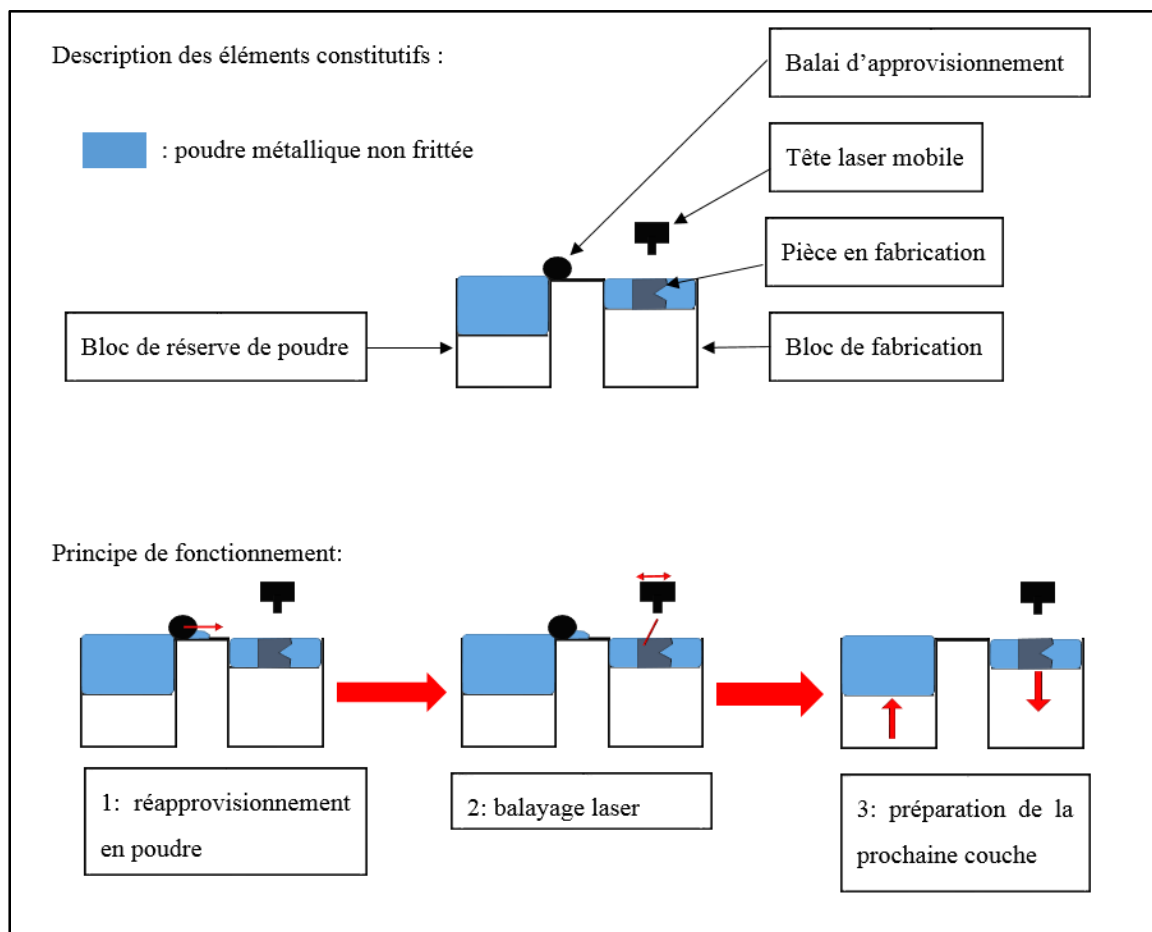 Description des éléments constitutifs :
Balai d'approvisionnement
: poudre métallique non frittée
Tête laser mobile
Pièce en fabrication
Bloc de réserve de poudre
Bloc de fabrication
Principe de fonctionnement:
1: réapprovisionnement
en poudre
2: balayage laser
3: préparation de la
prochaine couche